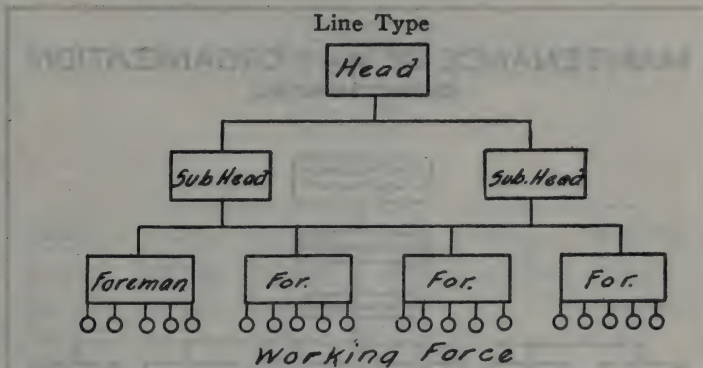 Line Type
Head
Sub Head Sub. Head
Foreman For. For. For.
Working Force